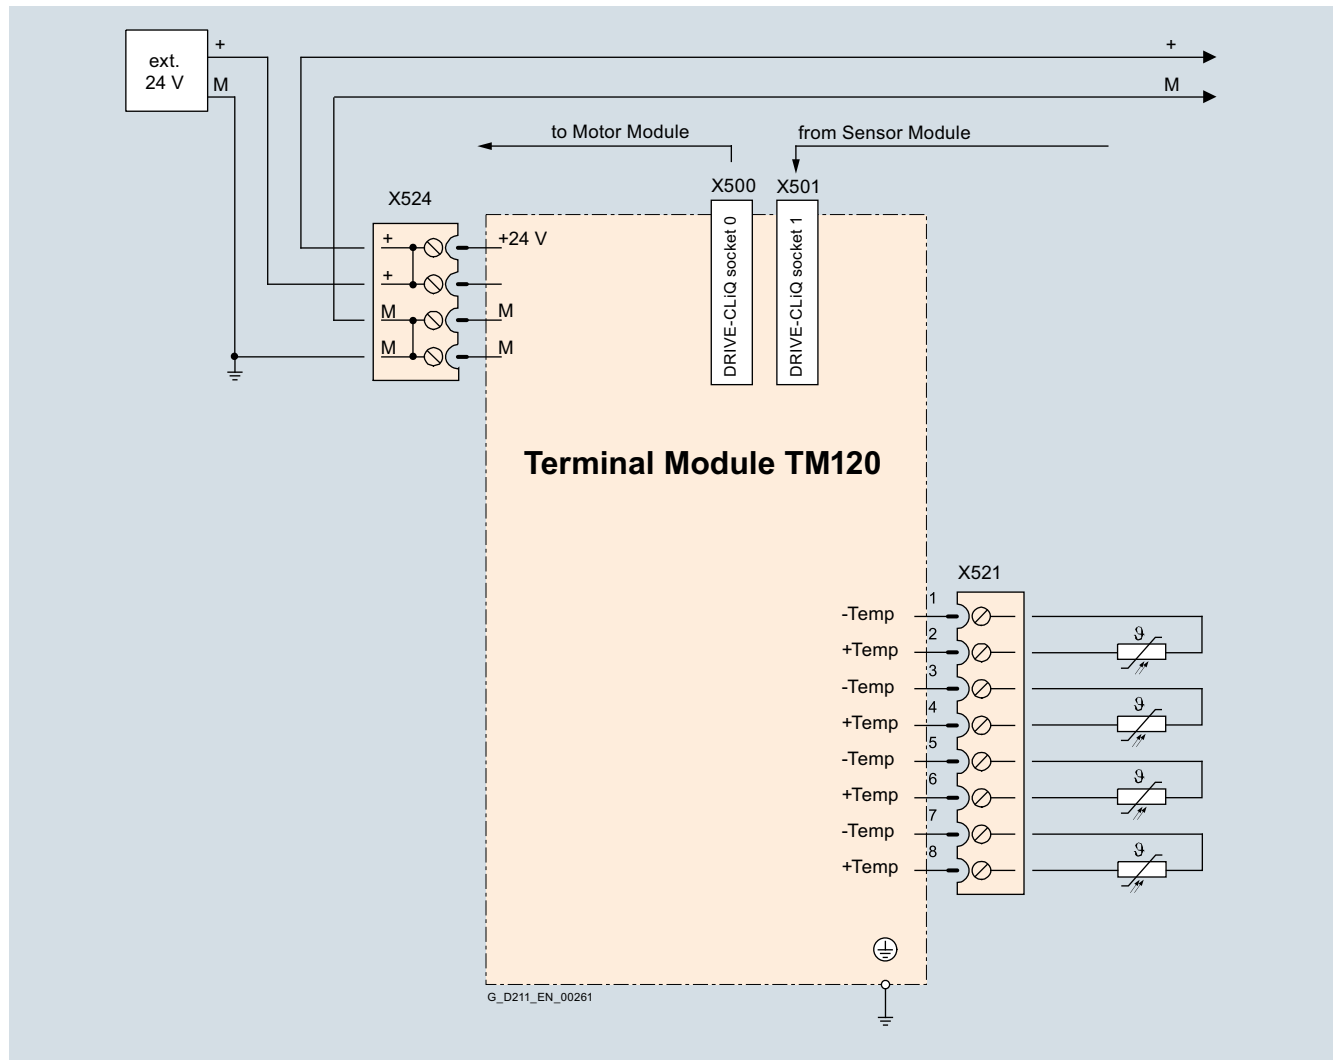 ext.
24 V
+
M
+
M
to Motor Module
from Sensor Module
X500
X501
X524
DRIVE-CLiQ socket 0
DRIVE-CLiQ socket 1
+
+24 V
+
M
M
M
M
Terminal Module TM120
X521
-Temp
1
+Temp
2
-Temp
3
+Temp
4
-Temp
5
+Temp
6
-Temp
7
+Temp
8
ϑ
ϑ
ϑ
ϑ
G_D211_EN_00261